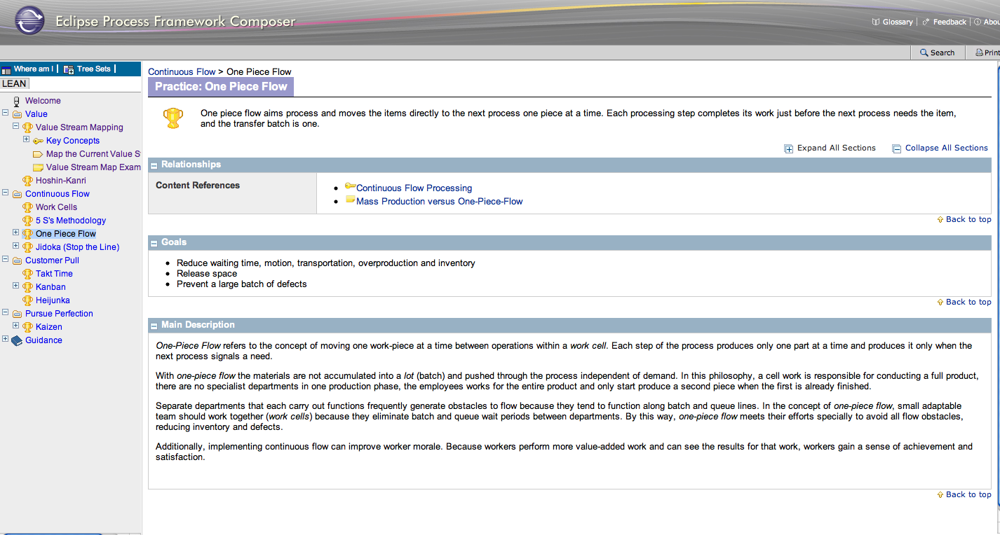 Eclipse Process Framework Composer
Glossary | Feedback | Abou
Search
Print
Where am I | Tree Sets |
LEAN
Welcome
Value
Value Stream Mapping
Key Concepts
Map the Current Value S
Value Stream Map Exam
Hoshin-Kanri
Continuous Flow
Work Cells
5 S's Methodology
One Piece Flow
Jidoka (Stop the Line)
Customer Pull
Takt Time
Kanban
Heijunka
Pursue Perfection
Kaizen
Guidance
Continuous Flow > One Piece Flow
Practice: One Piece Flow
One piece flow aims process and moves the items directly to the next process one piece at a time. Each processing step completes its work just before the next process needs the item,
and the transfer batch is one.
Expand All Sections Collapse All Sections
Relationships
Content References
• Continuous Flow Processing
• Mass Production versus One-Piece-Flow
Back to top
Goals
• Reduce waiting time, motion, transportation, overproduction and inventory
• Release space
• Prevent a large batch of defects
Back to top
Main Description
One-Piece Flow refers to the concept of moving one work-piece at a time between operations within a work cell. Each step of the process produces only one part at a time and produces it only when the
next process signals a need.
With one-piece flow the materials are not accumulated into a lot (batch) and pushed through the process independent of demand. In this philosophy, a cell work is responsible for conducting a full product,
there are no specialist departments in one production phase, the employees works for the entire product and only start produce a second piece when the first is already finished.
Separate departments that each carry out functions frequently generate obstacles to flow because they tend to function along batch and queue lines. In the concept of one-piece flow, small adaptable
team should work together (work cells) because they eliminate batch and queue wait periods between departments. By this way, one-piece flow meets their efforts specially to avoid all flow obstacles,
reducing inventory and defects.
Additionally, implementing continuous flow can improve worker morale. Because workers perform more value-added work and can see the results for that work, workers gain a sense of achievement and
satisfaction.
Back to top